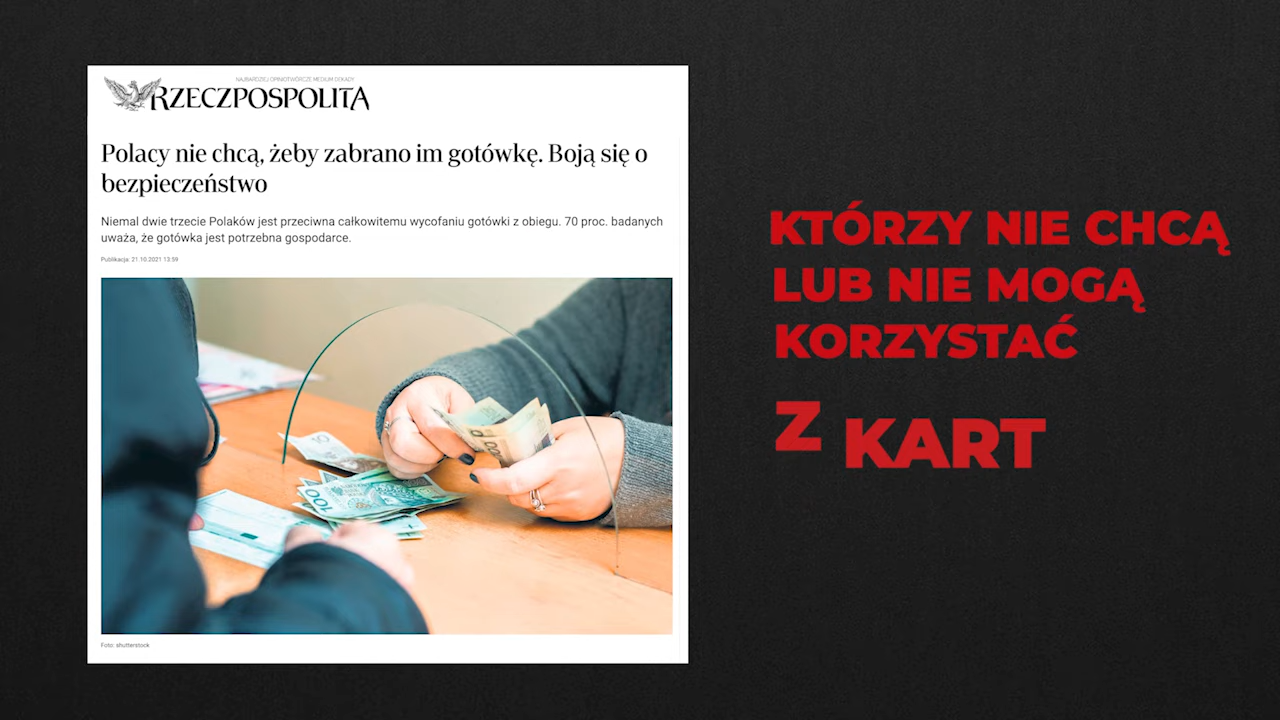 NAJBARDZIEJ OPINIOTWÓRCZE MEDIUM DEKADY
RZECZPOSPOLITA
Polacy nie chcą, żeby zabrano im gotówkę. Boją się o
bezpieczeństwo
Niemal dwie trzecie Polaków jest przeciwna całkowitemu wycofaniu gotówki z obiegu. 70 proc. badanych
uważa, że gotówka jest potrzebna gospodarce.
Publikacja: 21.10.2021 13:59
100
Foto: shutterstock
KTÓRZY NIE CHCĄ
LUB NIE MOGĄ
KORZYSTAĆ
Z KART